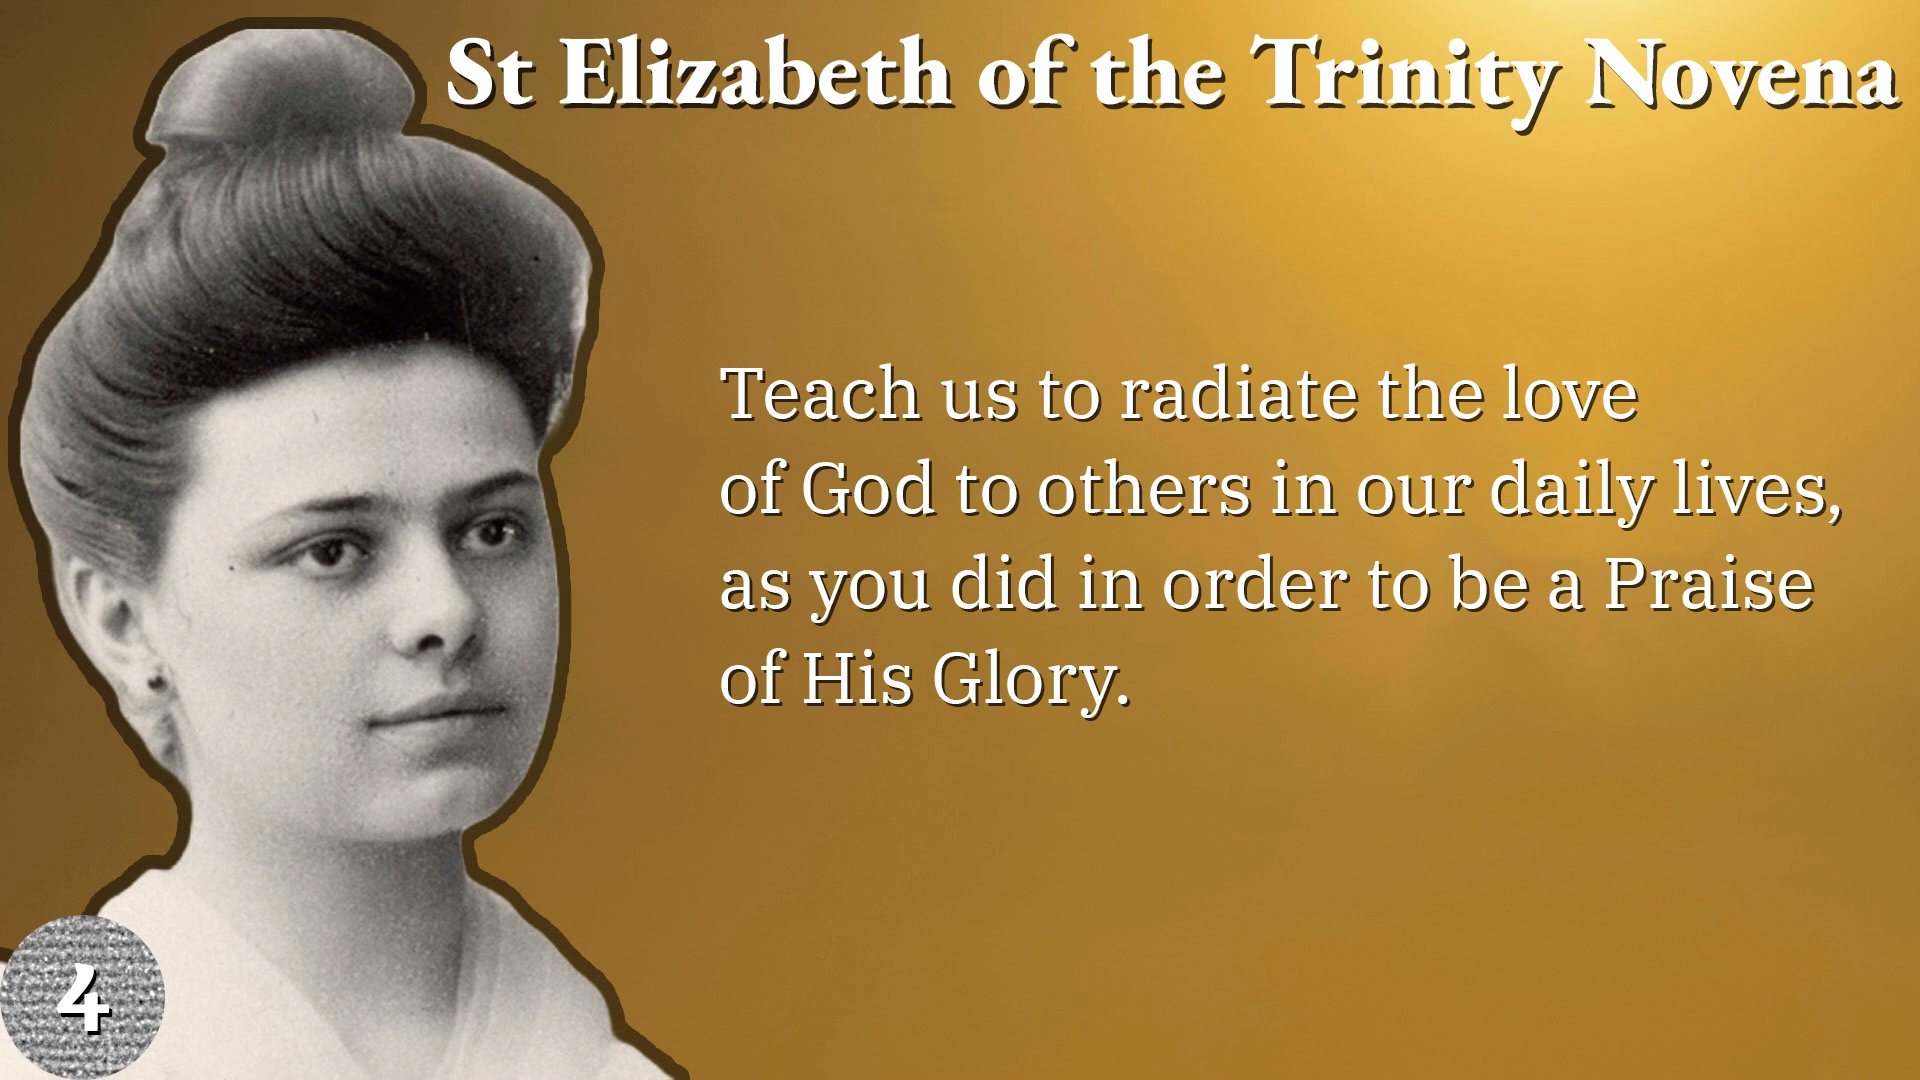 St Elizabeth of the Trinity Novena
Teach us to radiate the love
of God to others in our daily lives,
as you did in order to be a Praise
of His Glory.
4